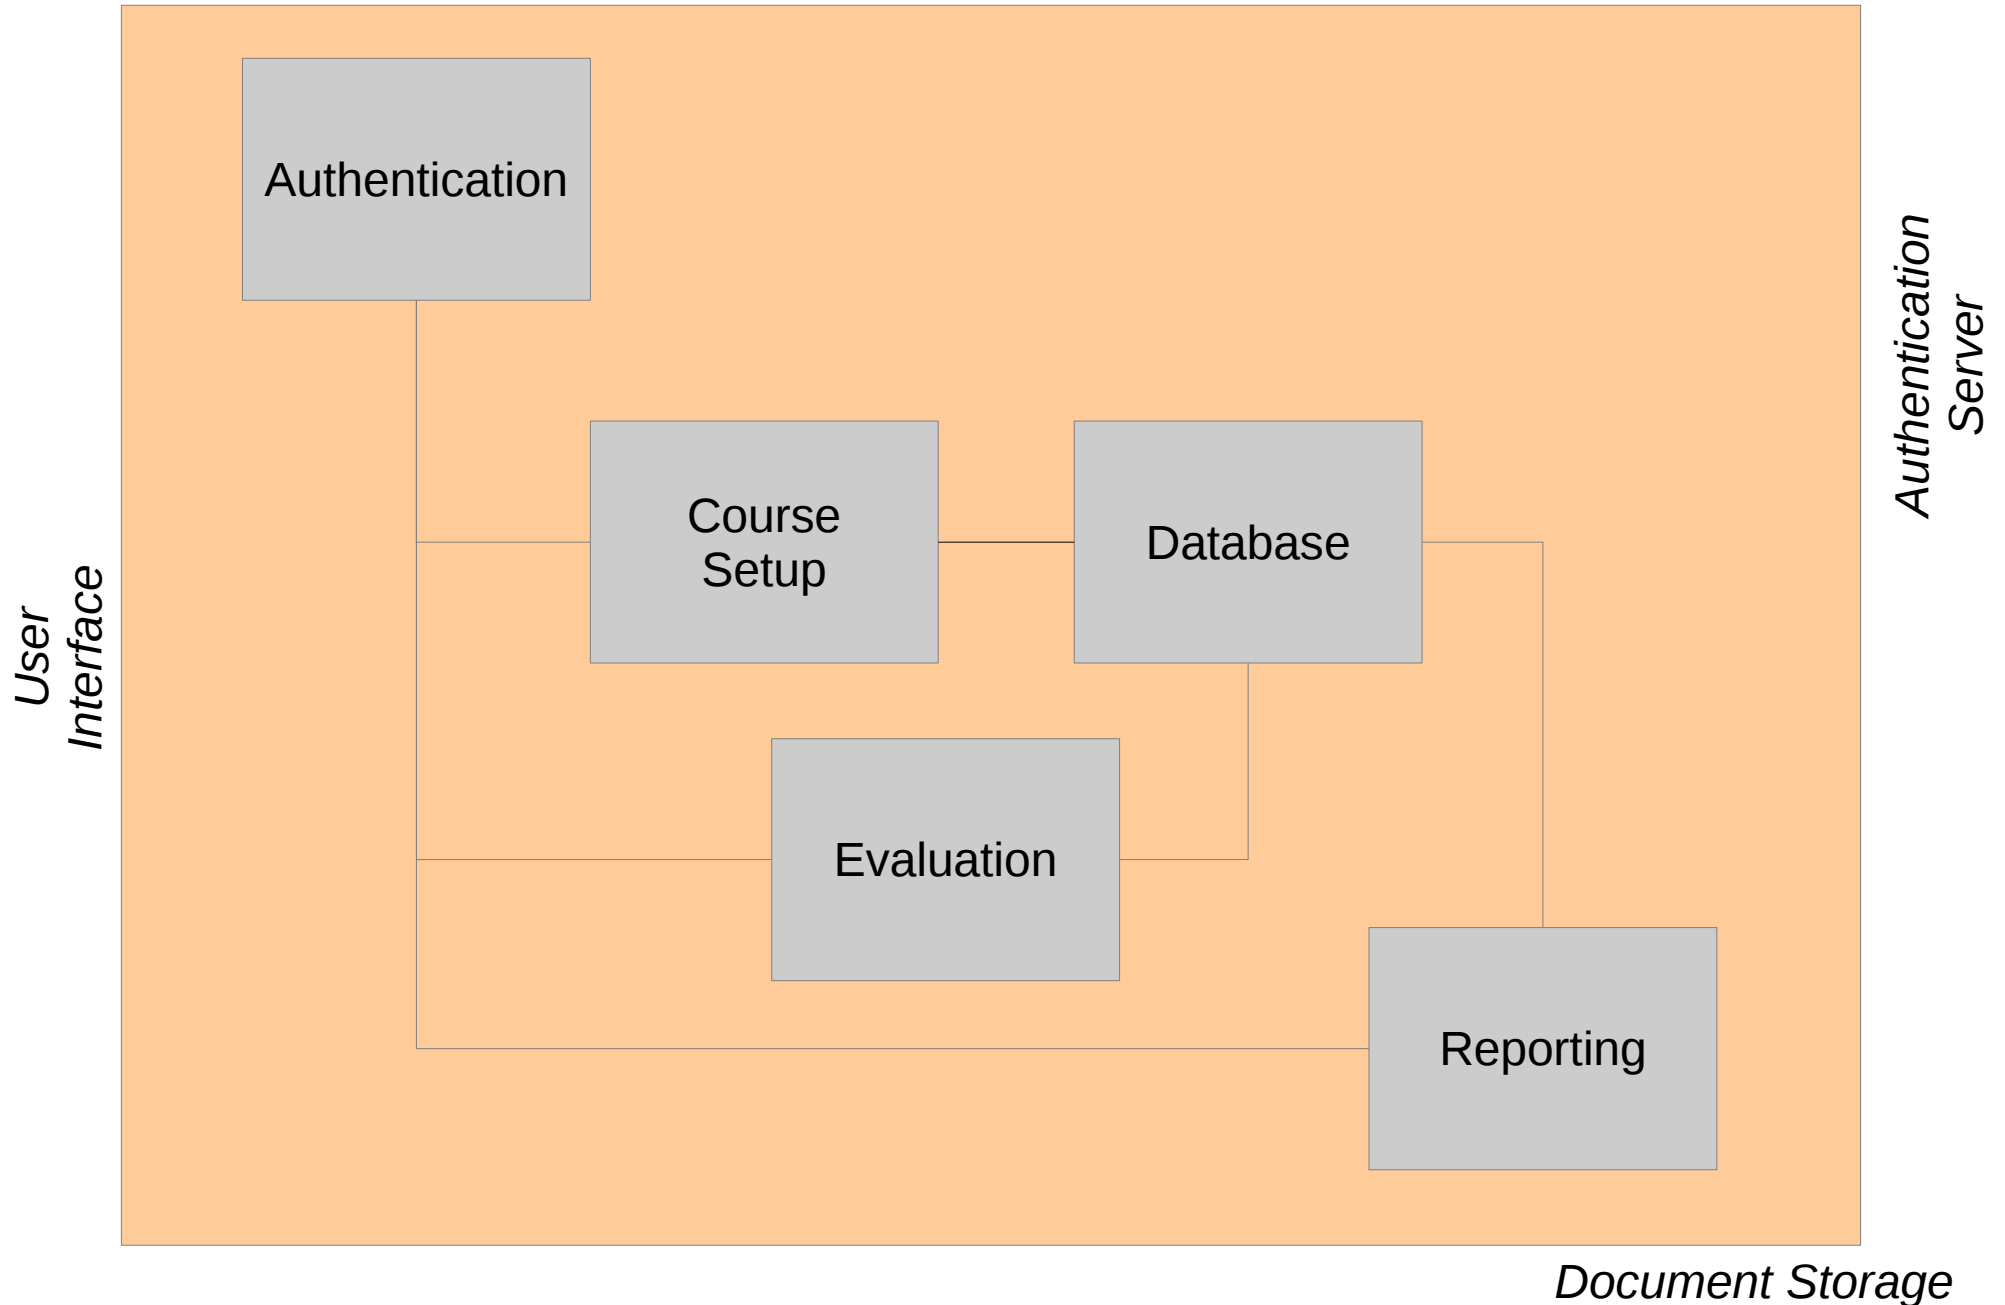 Authentication
Authentication
Server
Course
Setup
Database
User
Interface
Evaluation
Reporting
Document Storage